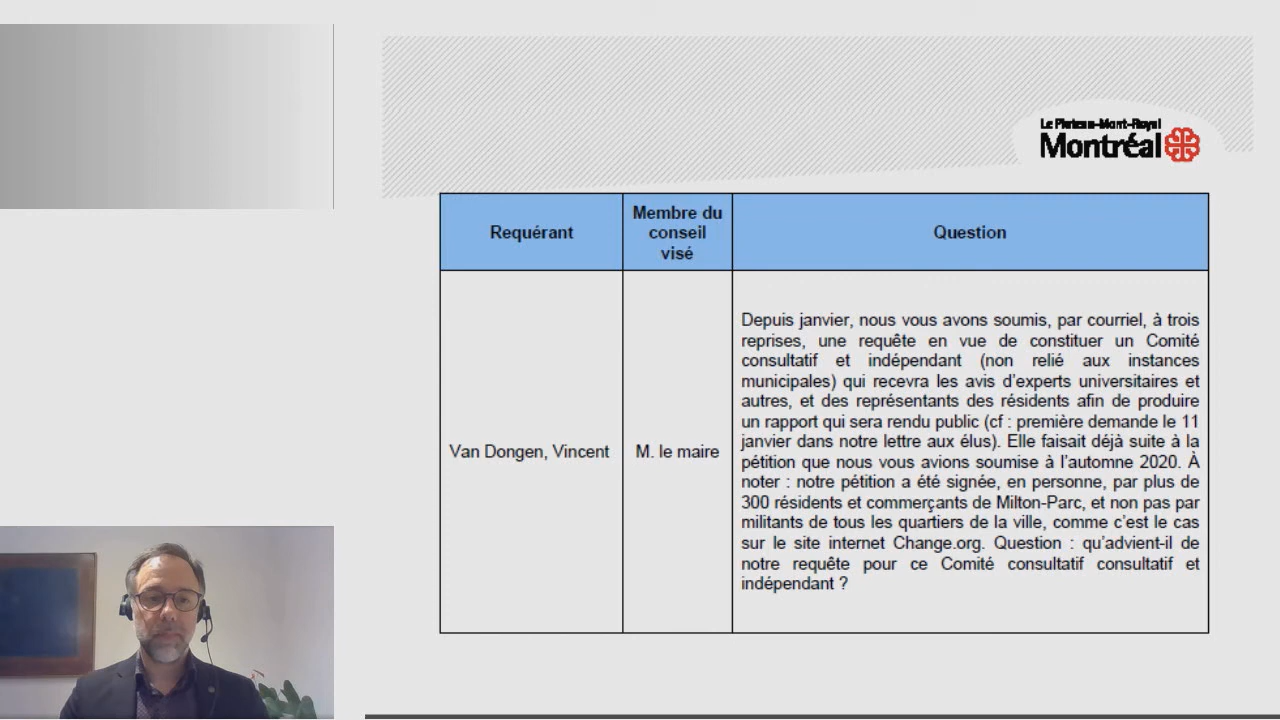 Le Plateau-Mont-Royal
Montréal
Requérant
Membre du
conseil
visé
Question
Van Dongen, Vincent
M. le maire
Depuis janvier, nous vous avons soumis, par courriel, à trois
reprises, une requête en vue de constituer un Comité
consultatif et indépendant (non relié aux instances
municipales) qui recevra les avis d'experts universitaires et
autres, et des représentants des résidents afin de produire
un rapport qui sera rendu public (cf : première demande le 11
janvier dans notre lettre aux élus). Elle faisait déjà suite à la
pétition que nous vous avions soumise à l'automne 2020. À
noter : notre pétition a été signée, en personne, par plus de
300 résidents et commerçants de Milton-Parc, et non pas par
militants de tous les quartiers de la ville, comme c'est le cas
sur le site internet Change.org. Question : qu'advient-il de
notre requête pour ce Comité consultatif consultatif et
indépendant ?